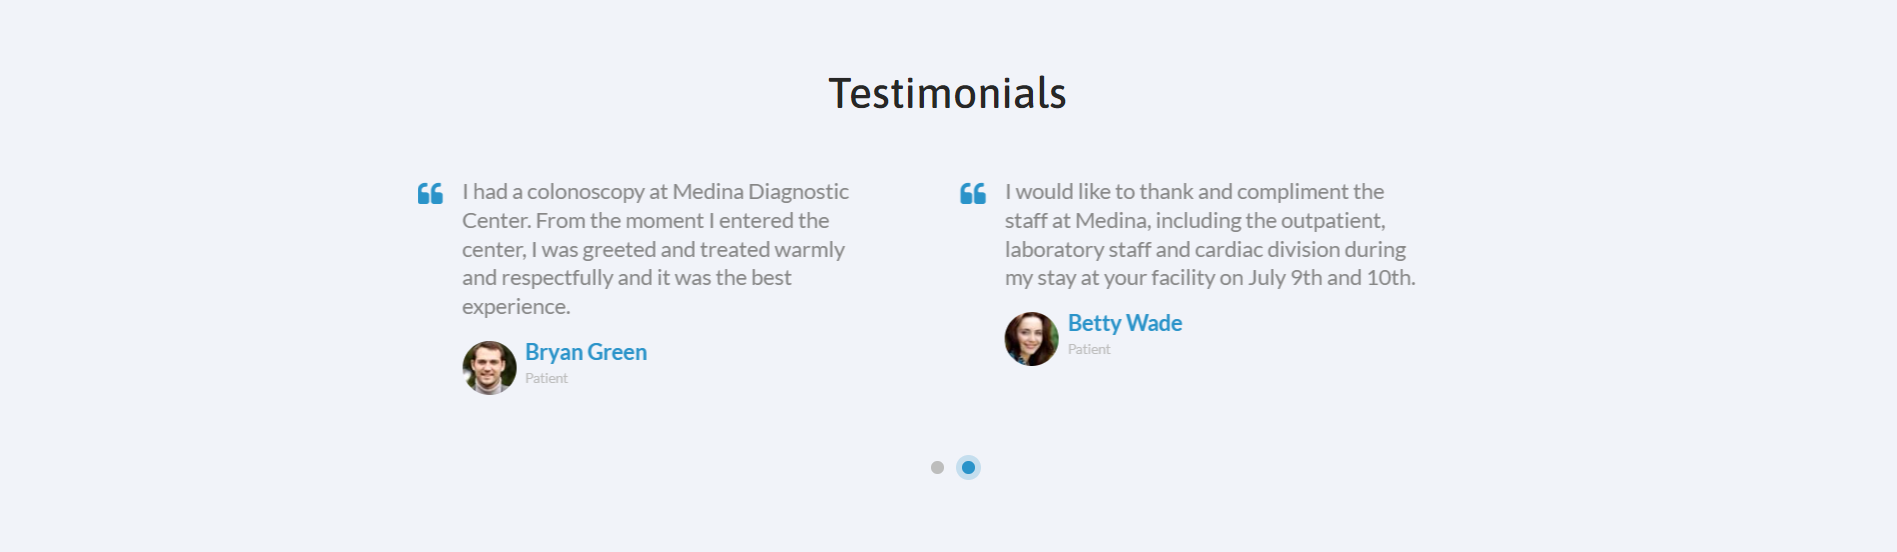 Testimonials
I had a colonoscopy at Medina Diagnostic
Center. From the moment I entered the
center, I was greeted and treated warmly
and respectfully and it was the best
experience.
Bryan Green
Patient
I would like to thank and compliment the
staff at Medina, including the outpatient,
laboratory staff and cardiac division during
my stay at your facility on July 9th and 10th.
Betty Wade
Patient